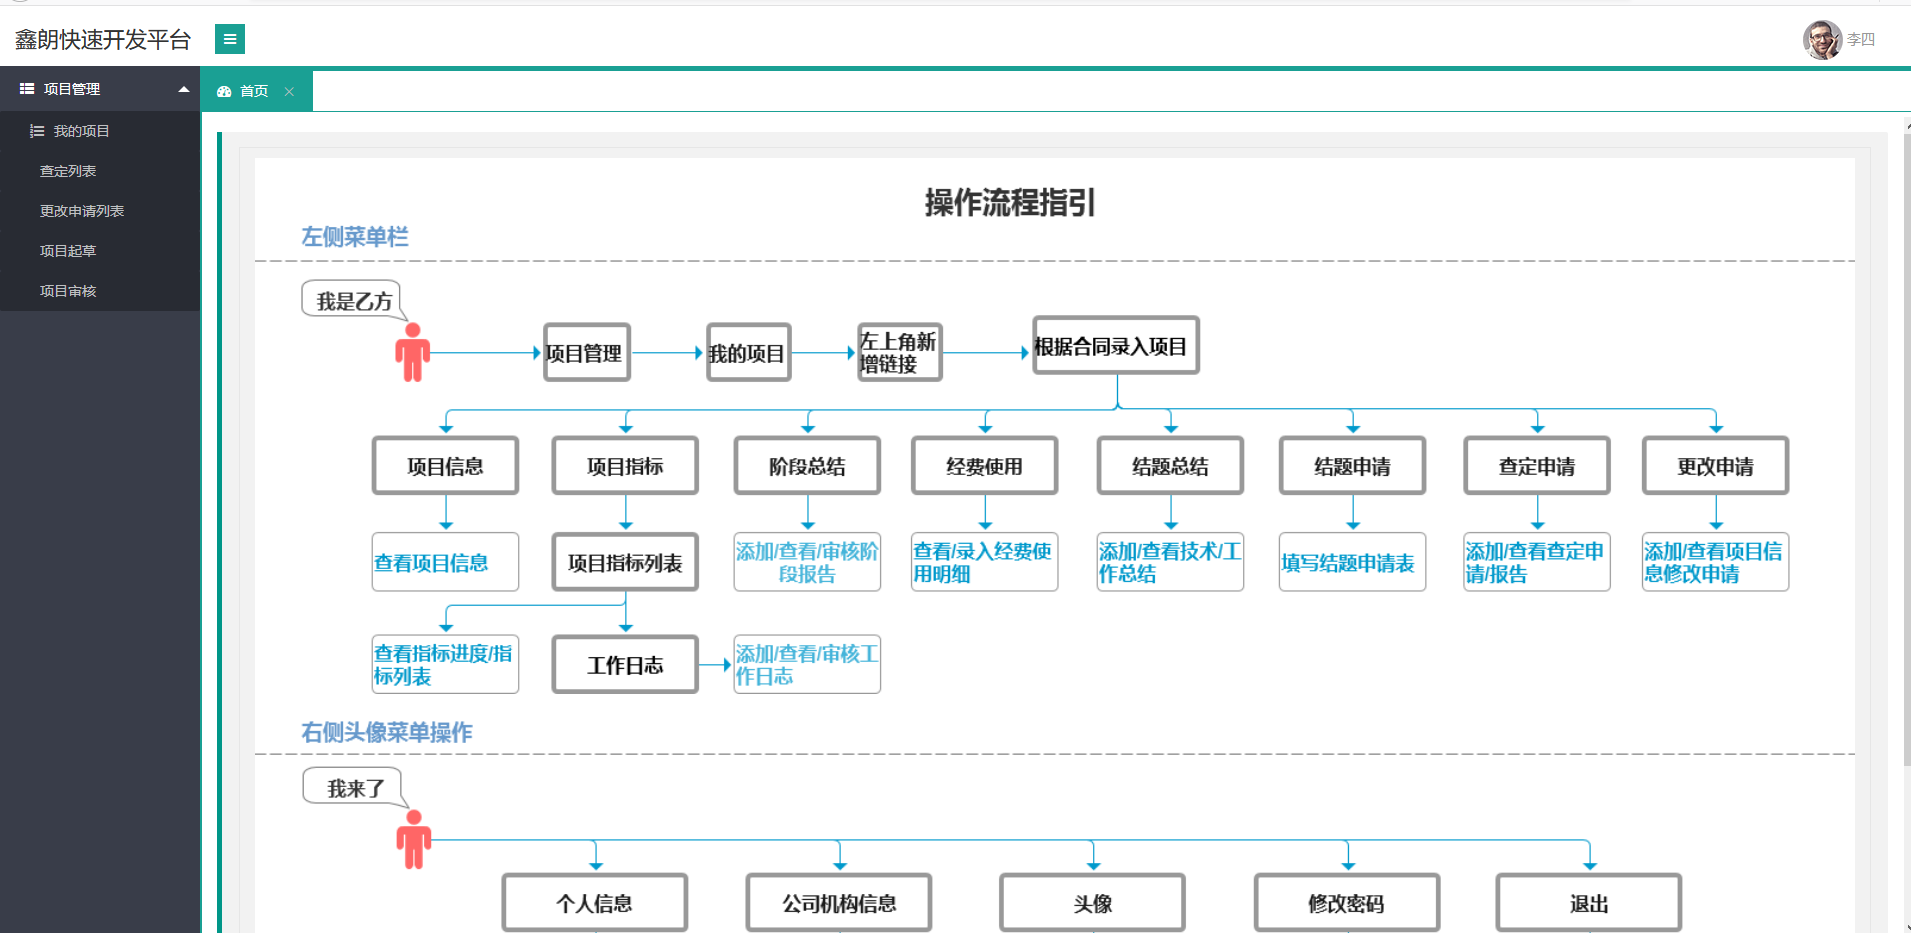 鑫朗快速开发平台
李四
项目管理
首页
我的项目
查定列表
更改申请列表
项目起草
项目审核
操作流程指引
左侧菜单栏
我是乙方
项目管理
我的项目
左上角新
增链接
根据合同录入项目
项目信息
项目指标
阶段总结
经费使用
结题总结
结题申请
查定申请
更改申请
查看项目信息
项目指标列表
添加/查看/审核阶
段报告
查看/录入经费使
用明细
添加/查看技术/工
作总结
填写结题申请表
添加/查看查定申
请/报告
添加/查看项目信
息修改申请
查看指标进度/指
标列表
工作日志
添加/查看/审核工
作日志
右侧头像菜单操作
我来了
个人信息
公司机构信息
头像
修改密码
退出